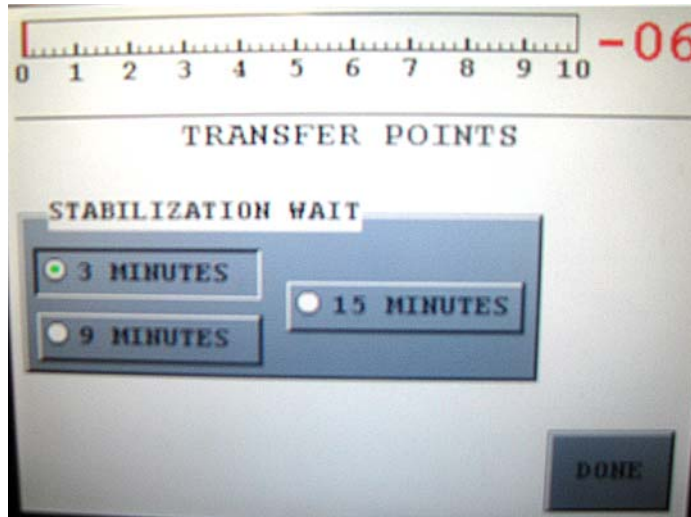 -06
0 1 2 3 4 5 6 7 8 9 10
TRANSFER POINTS
STABILIZATION WAIT
3 MINUTES
15 MINUTES
9 MINUTES
DONE